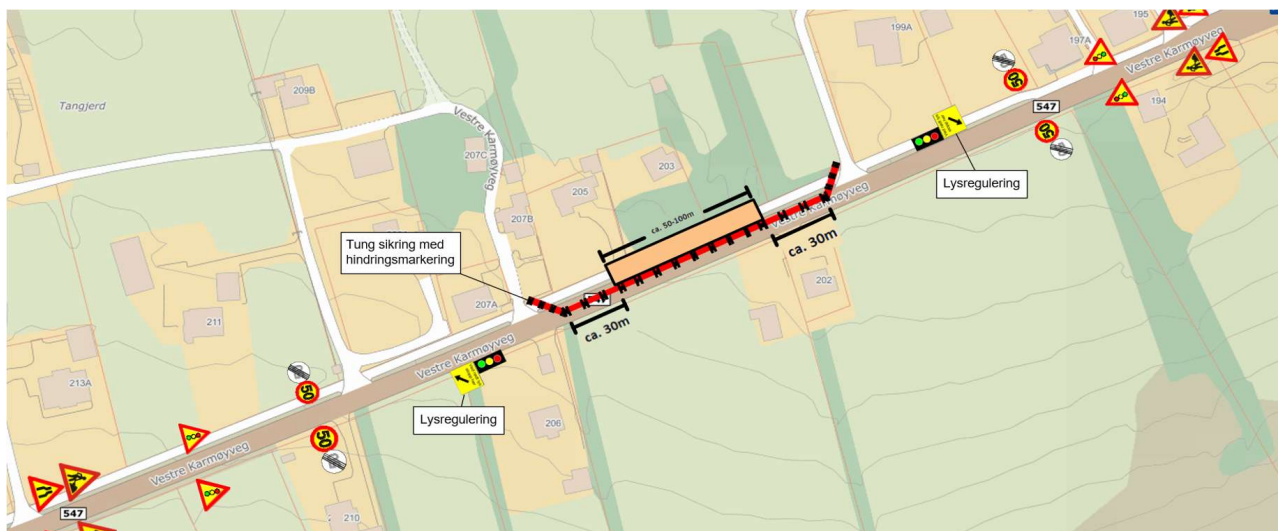 195
199A
197A
Vestre Karmøyveg
209B
50
Tangjerd
194
547
50
Vestre Karmøyveg
207C
203
Lysregulering
205
ca. 50-100m
Vestre Karmøyveg
207B
Tung sikring med
hindringsmarkering
ca. 30m
202
207A
211
ca. 30m
Vestre Karmøyveg
213A
50
Lysregulering
206
50
Vestre Karmøyveg
547
210